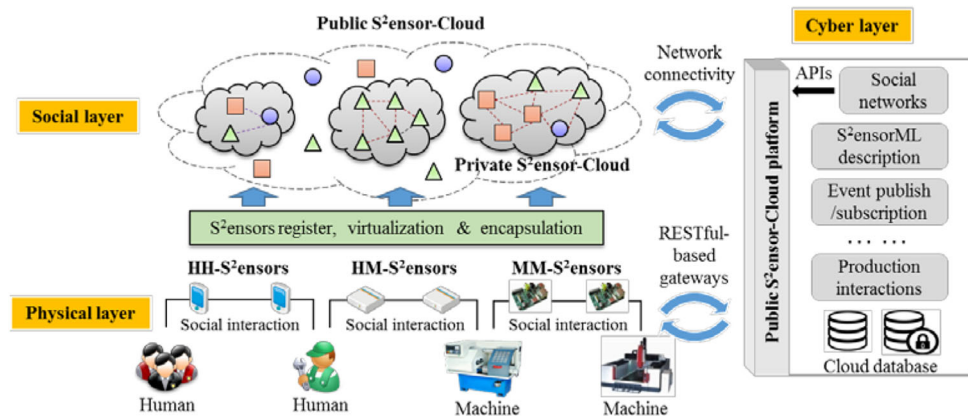 Public S²ensor-Cloud
Cyber layer
Network
connectivity
APIs
Social
networks
Social layer
S²ensorML
description
Private S²ensor-Cloud
Event publish
/subscription
S²ensors register, virtualization & encapsulation
RESTful-
based
gateways
... ...
HH-S²ensors
HM-S²ensors
MM-S²ensors
Production
interactions
Public S²ensor-Cloud platform
Physical layer
Social interaction
Social interaction
Social interaction
Cloud database
Human
Human
Machine
Machine